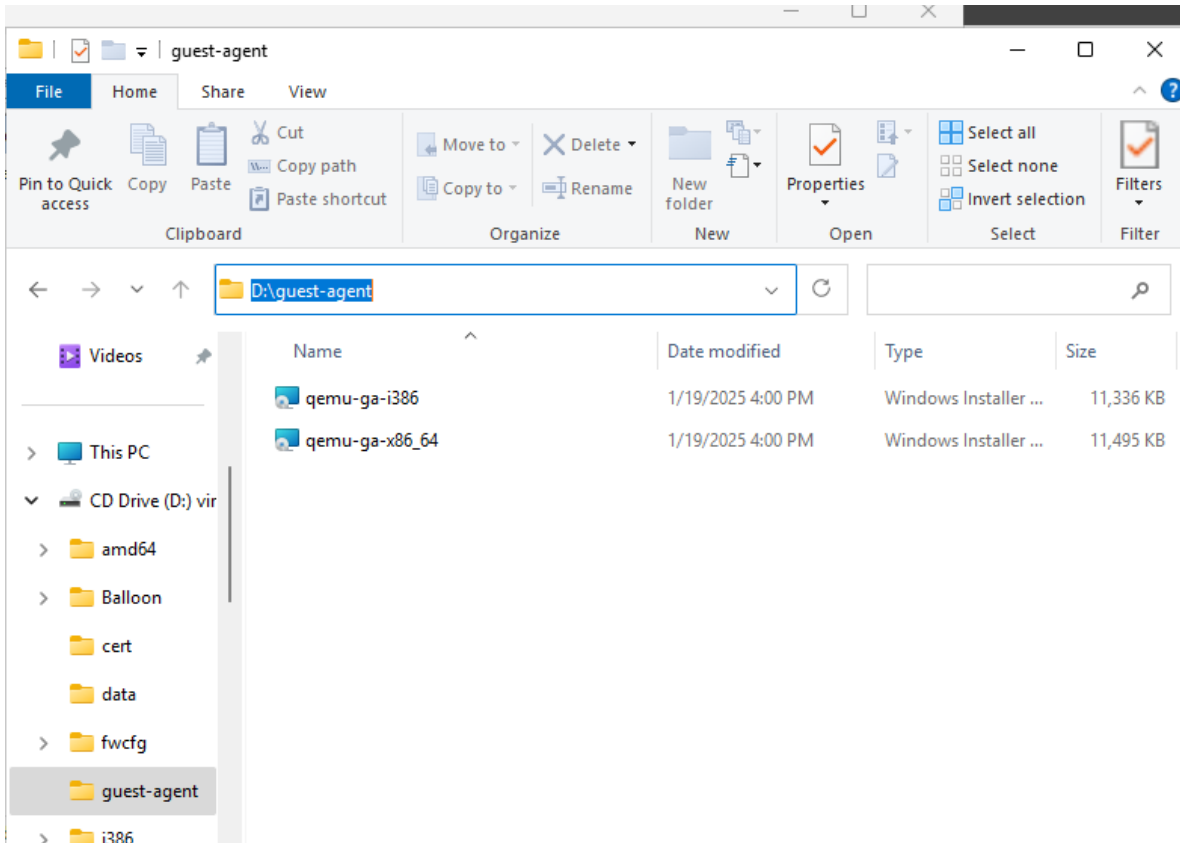 guest-agent
File Home Share View
Pin to Quick access
Copy
Paste
Cut
Copy path
Paste shortcut
Clipboard
Move to
Copy to
Delete
Rename
Organize
New folder
New
Properties
Open
Select all
Select none
Invert selection
Select
Filters
Filter
D:\guest-agent
Videos
This PC
CD Drive (D:) vir
amd64
Balloon
cert
data
fwcfg
guest-agent
i386
Name Date modified Type Size
qemu-ga-i386 1/19/2025 4:00 PM Windows Installer ... 11,336 KB
qemu-ga-x86_64 1/19/2025 4:00 PM Windows Installer ... 11,495 KB